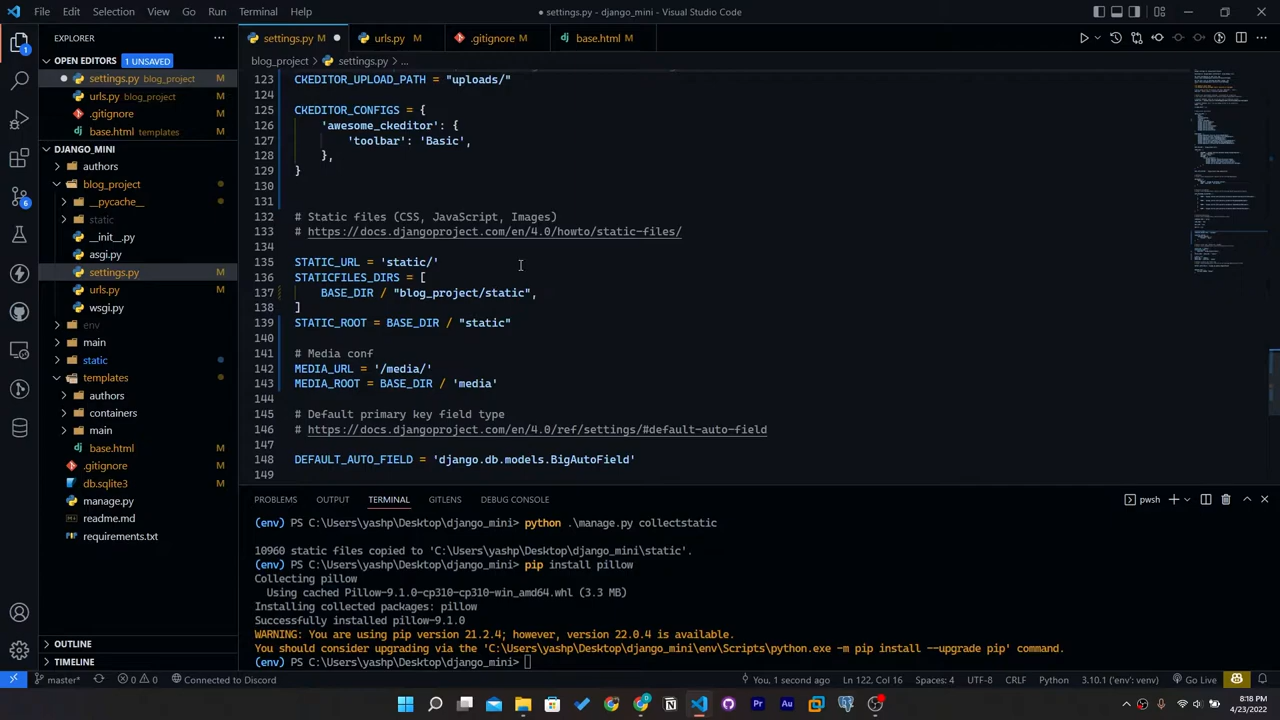 File Edit Selection View Go Run Terminal Help
● settings.py - django_mini - Visual Studio Code
EXPLORER
settings.py M
urls.py M
.gitignore M
base.html M
OPEN EDITORS 1 UNSAVED
blog_project > settings.py > ...
settings.py blog_project M
urls.py blog_project M
.gitignore M
base.html templates M
DJANGO_MINI
authors
blog_project
__pycache__
static
__init__.py
asgi.py
settings.py M
urls.py M
wsgi.py
env
main
static
templates
authors
containers
main
base.html M
.gitignore M
db.sqlite3 M
manage.py
readme.md
requirements.txt
OUTLINE
TIMELINE
1
6
123 CKEDITOR_UPLOAD_PATH = "uploads/"
124
125 CKEDITOR_CONFIGS = {
126 'awesome_ckeditor': {
127 'toolbar': 'Basic',
128 },
129 }
130
131
132 # Static files (CSS, JavaScript, Images
133 # https://docs.djangoproject.com/en/4.0/howto/static-files/
134
135 STATIC_URL = 'static/'
136 STATICFILES_DIRS = [
137 BASE_DIR / "blog_project/static",
138 ]
139 STATIC_ROOT = BASE_DIR / "static"
140
141 # Media conf
142 MEDIA_URL = '/media/'
143 MEDIA_ROOT = BASE_DIR / 'media'
144
145 # Default primary key field type
146 # https://docs.djangoproject.com/en/4.0/ref/settings/#default-auto-field
147
148 DEFAULT_AUTO_FIELD = 'django.db.models.BigAutoField'
149
PROBLEMS OUTPUT TERMINAL GITLENS DEBUG CONSOLE
pwsh
(env) PS C:\Users\yashp\Desktop\django_mini> python .\manage.py collectstatic
10960 static files copied to 'C:\Users\yashp\Desktop\django_mini\static'.
(env) PS C:\Users\yashp\Desktop\django_mini> pip install pillow
Collecting pillow
Using cached Pillow-9.1.0-cp310-cp310-win_amd64.whl (3.3 MB)
Installing collected packages: pillow
Successfully installed pillow-9.1.0
WARNING: You are using pip version 21.2.4; however, version 22.0.4 is available.
You should consider upgrading via the 'C:\Users\yashp\Desktop\django_mini\env\Scripts\python.exe -m pip install --upgrade pip' command.
(env) PS C:\Users\yashp\Desktop\django_mini>
master* 0 0 Connected to Discord
You, 1 second ago Ln 122, Col 16 Spaces: 4 UTF-8 CRLF Python 3.10.1 ('env': venv) Go Live
8:18 PM
4/23/2022